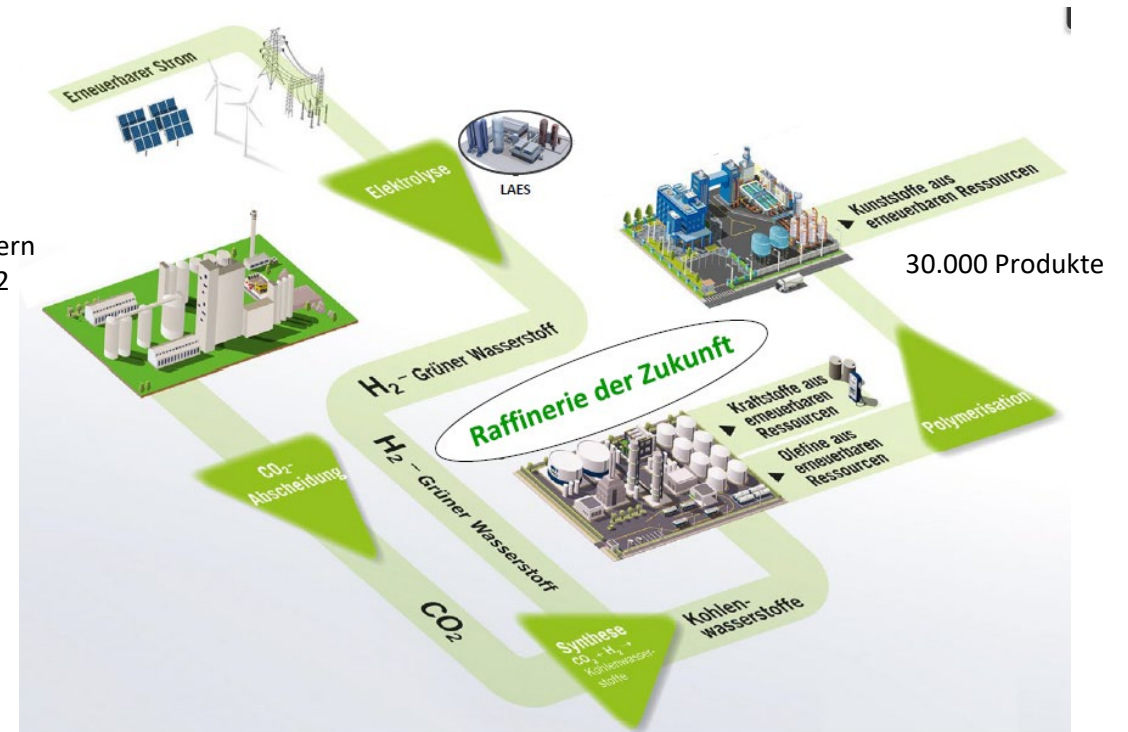 Erneuerbarer Strom
Elektrolyse
LAES
ern
2
H₂ – Grüner Wasserstoff
H₂ – Grüner Wasserstoff
CO₂-
Abscheidung
CO₂
Synthese
CO₂ + H₂ →
Kohlenwasser-
stoffe
Kohlen-
wasserstoffe
Raffinerie der Zukunft
Kraftstoffe aus
erneuerbaren
Ressourcen
Olefine aus
erneuerbaren
Ressourcen
Polymerisation
Kunststoffe aus
erneuerbaren Ressourcen
30.000 Produkte